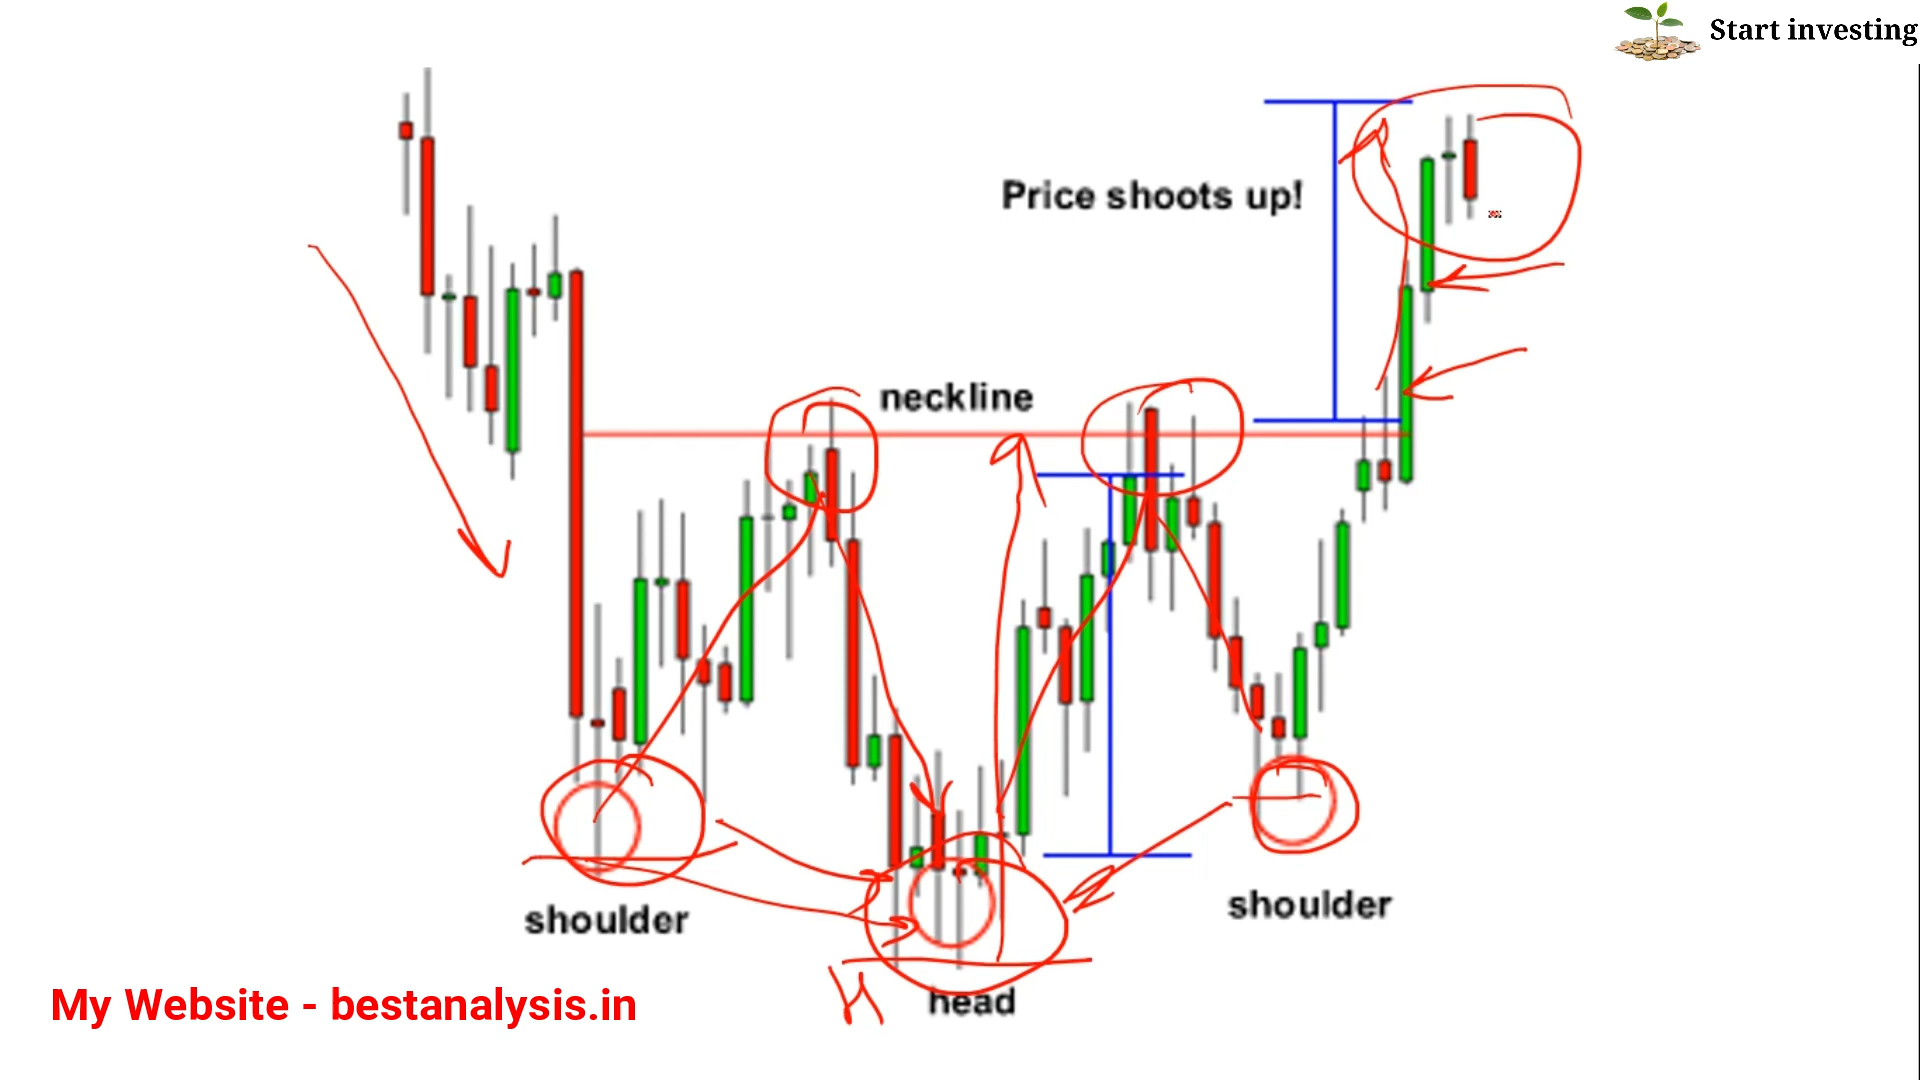 Start investing
Price shoots up!
neckline
shoulder
shoulder
head
H
My Website - bestanalysis.in